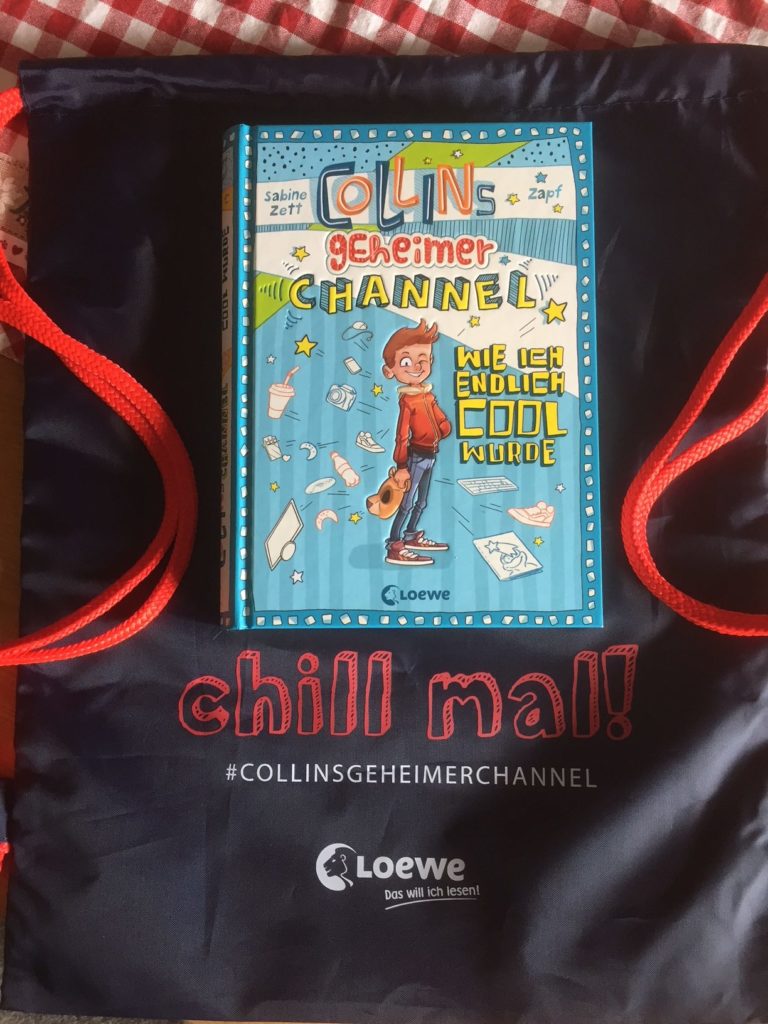 Sabine Zett
COLLINS
Zapf
geheimer
CHANNEL
WIE ICH
ENDLICH
COOL
WURDE
Loewe
chill mal!
#COLLINSGEHEIMERCHANNEL
Loewe
Das will ich lesen!